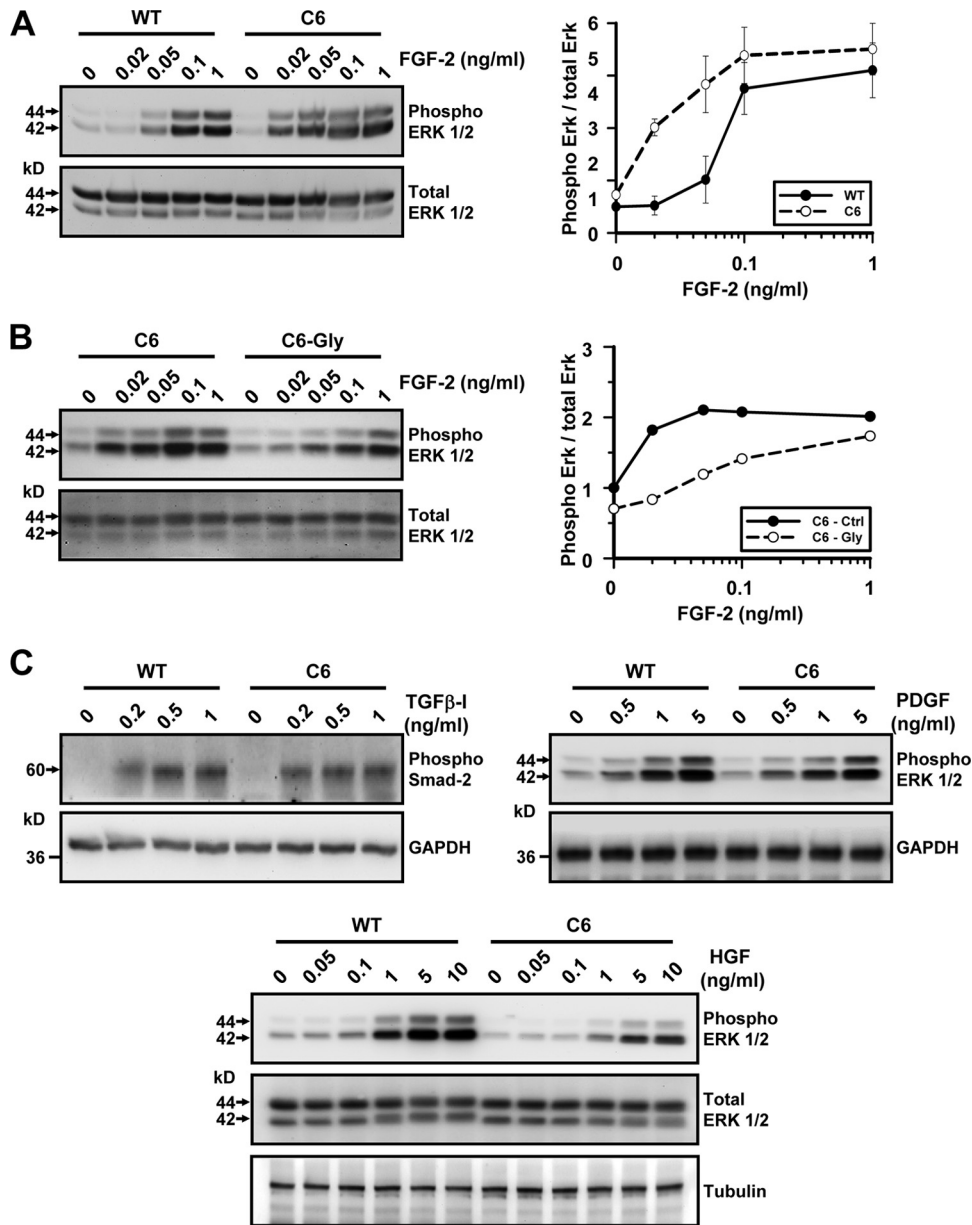 A
WT C6
0 0.02 0.05 0.1 1 0 0.02 0.05 0.1 1 FGF-2 (ng/ml)
44 Phospho
42 ERK 1/2
kD
44 Total
42 ERK 1/2
Phospho Erk / total Erk
6
5
4
3
2
1
0
WT
C6
0 0.1 1
FGF-2 (ng/ml)
B
C6 C6-Gly
0 0.02 0.05 0.1 1 0 0.02 0.05 0.1 1 FGF-2 (ng/ml)
44 Phospho
42 ERK 1/2
kD
44 Total
42 ERK 1/2
Phospho Erk / total Erk
3
2
1
0
C6 - Ctrl
C6 - Gly
0 0.1 1
FGF-2 (ng/ml)
C
WT C6
0 0.2 0.5 1 0 0.2 0.5 1 TGFβ-I
(ng/ml)
60 Phospho
Smad-2
kD
36 GAPDH
WT C6
0 0.5 1 5 0 0.5 1 5 PDGF
(ng/ml)
44 Phospho
42 ERK 1/2
kD
36 GAPDH
WT C6
0 0.05 0.1 1 5 10 0 0.05 0.1 1 5 10 HGF
(ng/ml)
44 Phospho
42 ERK 1/2
kD
44 Total
42 ERK 1/2
Tubulin